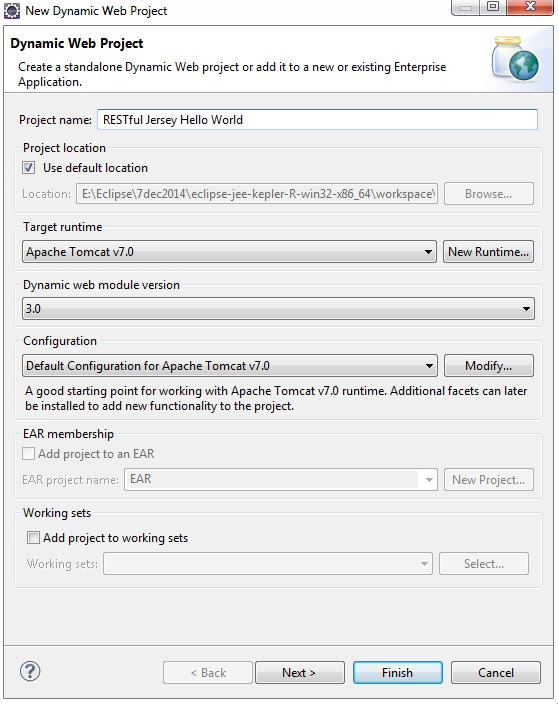 New Dynamic Web Project
Dynamic Web Project
Create a standalone Dynamic Web project or add it to a new or existing Enterprise
Application.
Project name: RESTful Jersey Hello World
Project location
Use default location
Location: E:\Eclipse\7dec2014\eclipse-jee-kepler-R-win32-x86_64\workspace\ Browse...
Target runtime
Apache Tomcat v7.0 New Runtime...
Dynamic web module version
3.0
Configuration
Default Configuration for Apache Tomcat v7.0 Modify...
A good starting point for working with Apache Tomcat v7.0 runtime. Additional facets can later
be installed to add new functionality to the project.
EAR membership
Add project to an EAR
EAR project name: EAR New Project...
Working sets
Add project to working sets
Working sets: Select...
? < Back Next > Finish Cancel